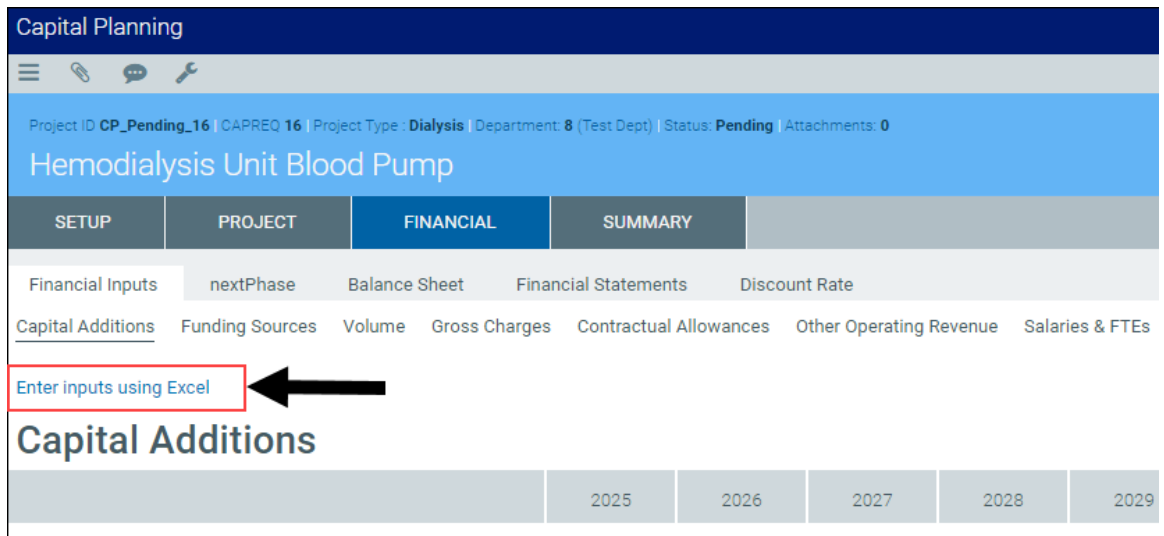 Capital Planning
Project ID CP_Pending_16 | CAPREQ 16 | Project Type : Dialysis | Department: 8 (Test Dept) | Status: Pending | Attachments: 0
Hemodialysis Unit Blood Pump
SETUP PROJECT FINANCIAL SUMMARY
Financial Inputs nextPhase Balance Sheet Financial Statements Discount Rate
Capital Additions Funding Sources Volume Gross Charges Contractual Allowances Other Operating Revenue Salaries & FTEs
Enter inputs using Excel
Capital Additions
2025 2026 2027 2028 2029